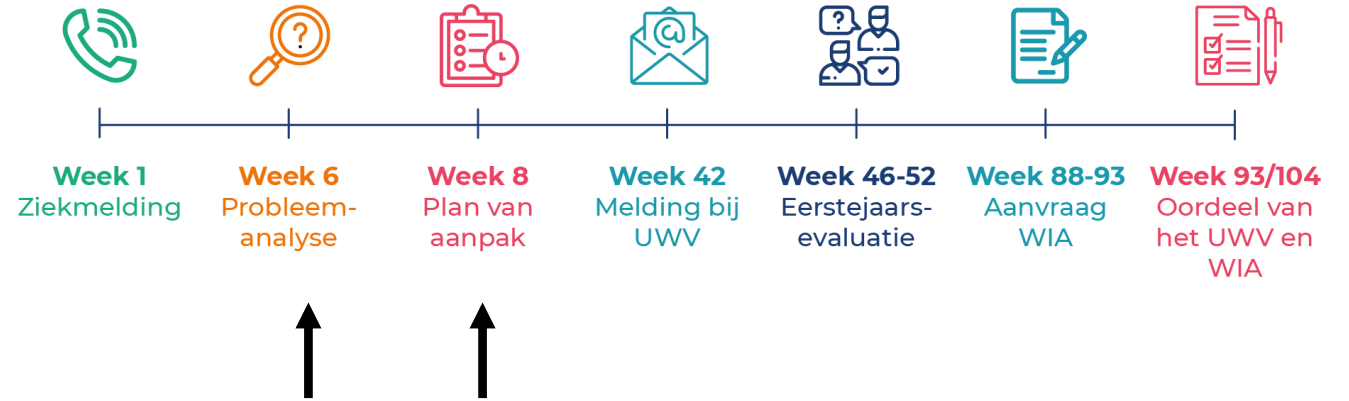 Week 1
Ziekmelding
Week 6
Probleem-
analyse
Week 8
Plan van
aanpak
Week 42
Melding bij
UWV
Week 46-52
Eerstejaars-
evaluatie
Week 88-93
Aanvraag
WIA
Week 93/104
Oordeel van
het UWV en
WIA